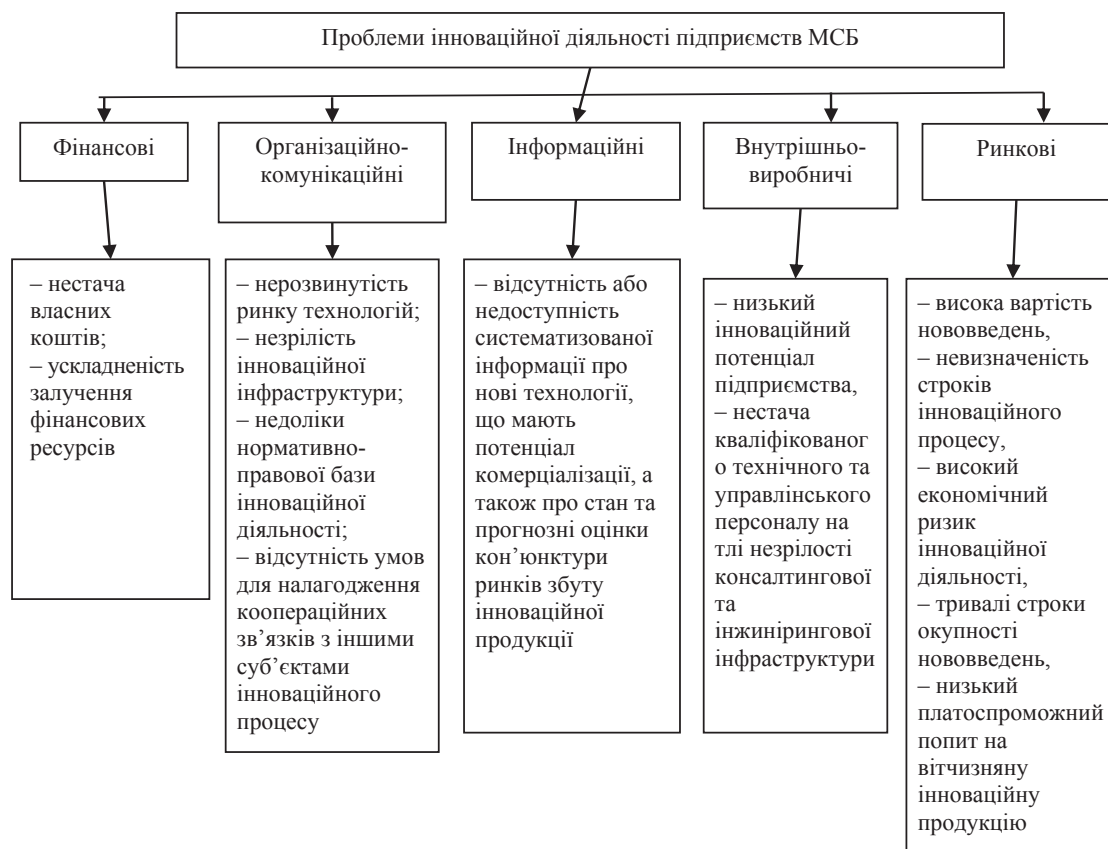 Проблеми інноваційної діяльності підприємств МСБ
Фінансові
Організаційно-
комунікаційні
Інформаційні
Внутрішньо-
виробничі
Ринкові
– нестача
власних
коштів;
– ускладненість
залучення
фінансових
ресурсів
– нерозвинутість
ринку технологій;
– незрілість
інноваційної
інфраструктури;
– недоліки
нормативно-
правової бази
інноваційної
діяльності;
– відсутність умов
для налагодження
коопераційних
зв’язків з іншими
суб’єктами
інноваційного
процесу
– відсутність або
недоступність
систематизованої
інформації про
нові технології,
що мають
потенціал
комерціалізації, а
також про стан та
прогнозні оцінки
кон’юнктури
ринків збуту
інноваційної
продукції
– низький
інноваційний
потенціал
підприємства,
– нестача
кваліфікованог
о технічного та
управлінського
персоналу на
тлі незрілості
консалтингової
та
інжинірингової
інфраструктури
– висока вартість
нововведень,
– невизначеність
строків
інноваційного
процесу,
– високий
економічний
ризик
інноваційної
діяльності,
– тривалі строки
окупності
нововведень,
– низький
платоспроможний
попит на
вітчизняну
інноваційну
продукцію